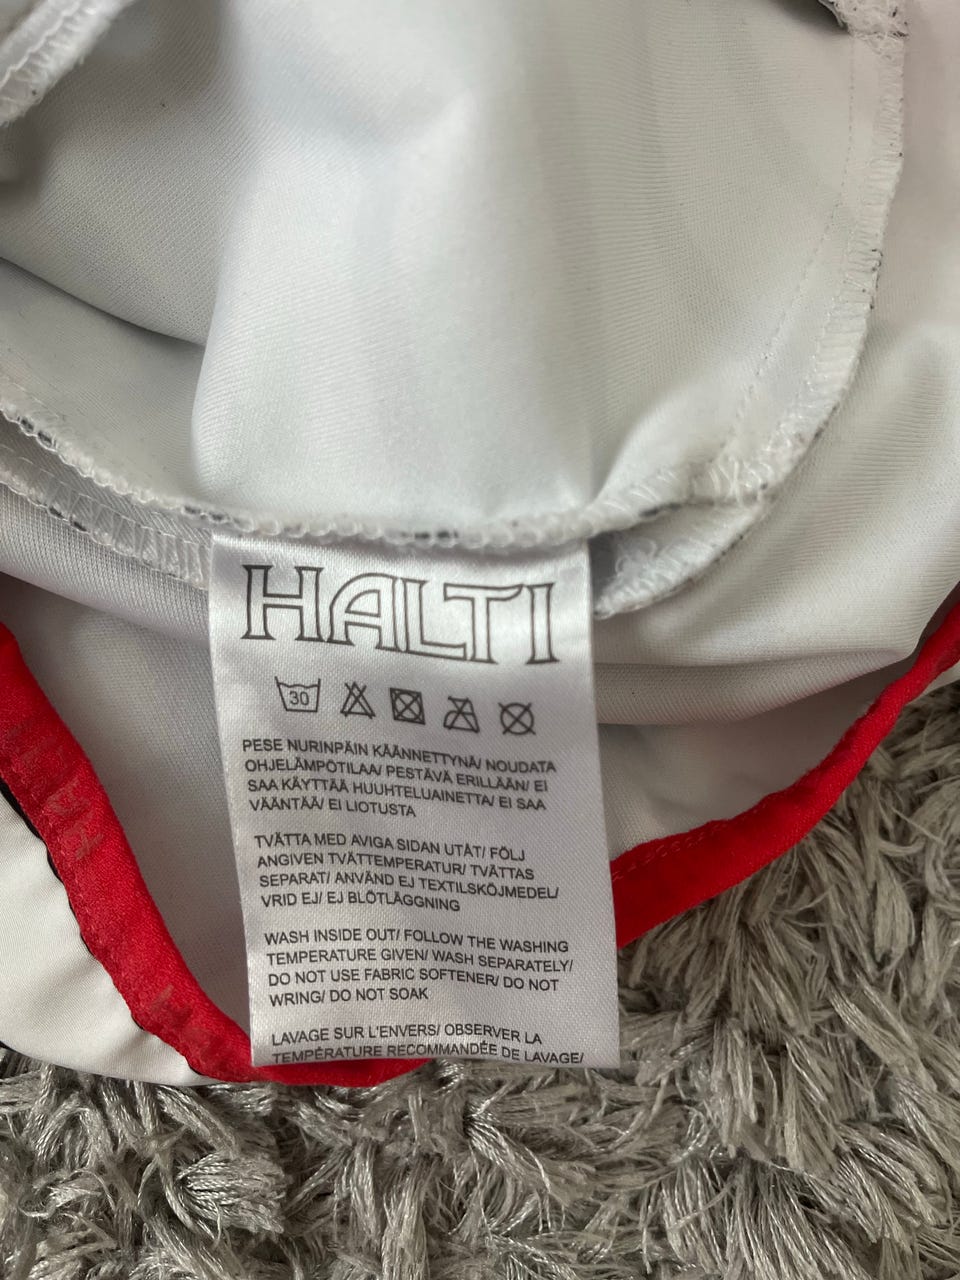 HALTI
30
PESE NURINPÄIN KÄÄNNETTYNÄ/ NOUDATA
OHJELÄMPÖTILAA/ PESTÄVÄ ERILLÄÄN/ EI
SAA KÄYTTÄÄ HUUHTELUAINETTA/ EI SAA
VÄÄNTÄÄ/ EI LIOTUSTA
TVÄTTA MED AVIGA SIDAN UTÅT/ FÖLJ
ANGIVEN TVÄTTEMPERATUR/ TVÄTTAS
SEPARAT/ ANVÄND EJ TEXTILSKÖJMEDEL/
VRID EJ/ EJ BLÖTLÄGGNING
WASH INSIDE OUT/ FOLLOW THE WASHING
TEMPERATURE GIVEN/ WASH SEPARATELY/
DO NOT USE FABRIC SOFTENER/ DO NOT
WRING/ DO NOT SOAK
LAVAGE SUR L'ENVERS/ OBSERVER LA
TEMPÉRATURE RECOMMANDÉE DE LAVAGE/